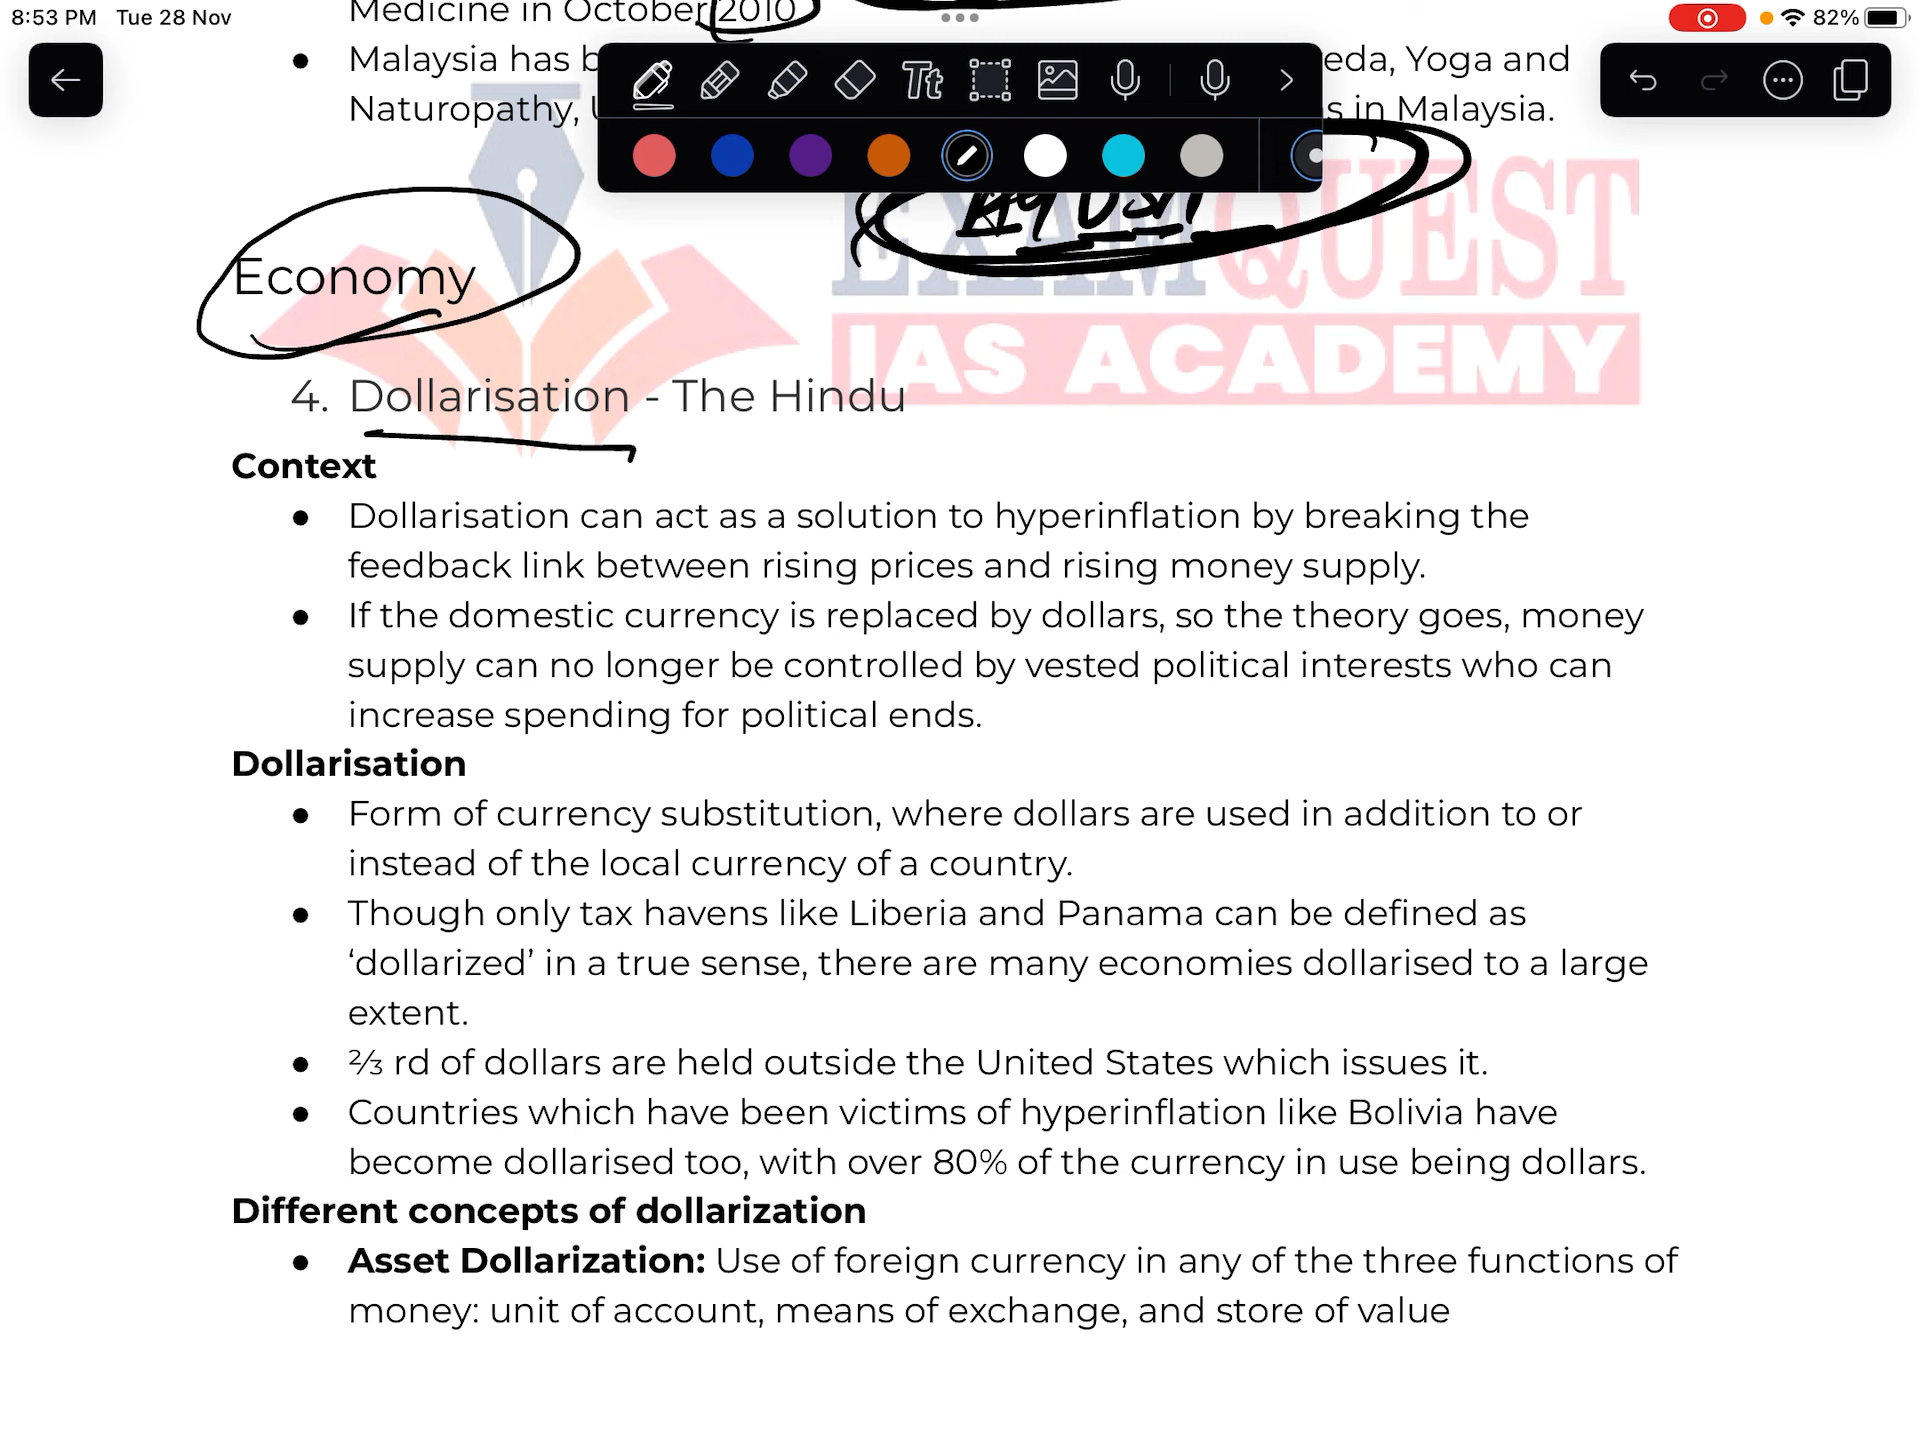 8:53 PM Tue 28 Nov
82%
Medicine in October 2010
Malaysia has b eda, Yoga and
Naturopathy, U s in Malaysia.
EXAMQUEST
IAS ACADEMY
Economy
4. Dollarisation - The Hindu
Context
● Dollarisation can act as a solution to hyperinflation by breaking the
feedback link between rising prices and rising money supply.
● If the domestic currency is replaced by dollars, so the theory goes, money
supply can no longer be controlled by vested political interests who can
increase spending for political ends.
Dollarisation
● Form of currency substitution, where dollars are used in addition to or
instead of the local currency of a country.
● Though only tax havens like Liberia and Panama can be defined as
‘dollarized’ in a true sense, there are many economies dollarised to a large
extent.
● ⅔ rd of dollars are held outside the United States which issues it.
● Countries which have been victims of hyperinflation like Bolivia have
become dollarised too, with over 80% of the currency in use being dollars.
Different concepts of dollarization
● Asset Dollarization: Use of foreign currency in any of the three functions of
money: unit of account, means of exchange, and store of value